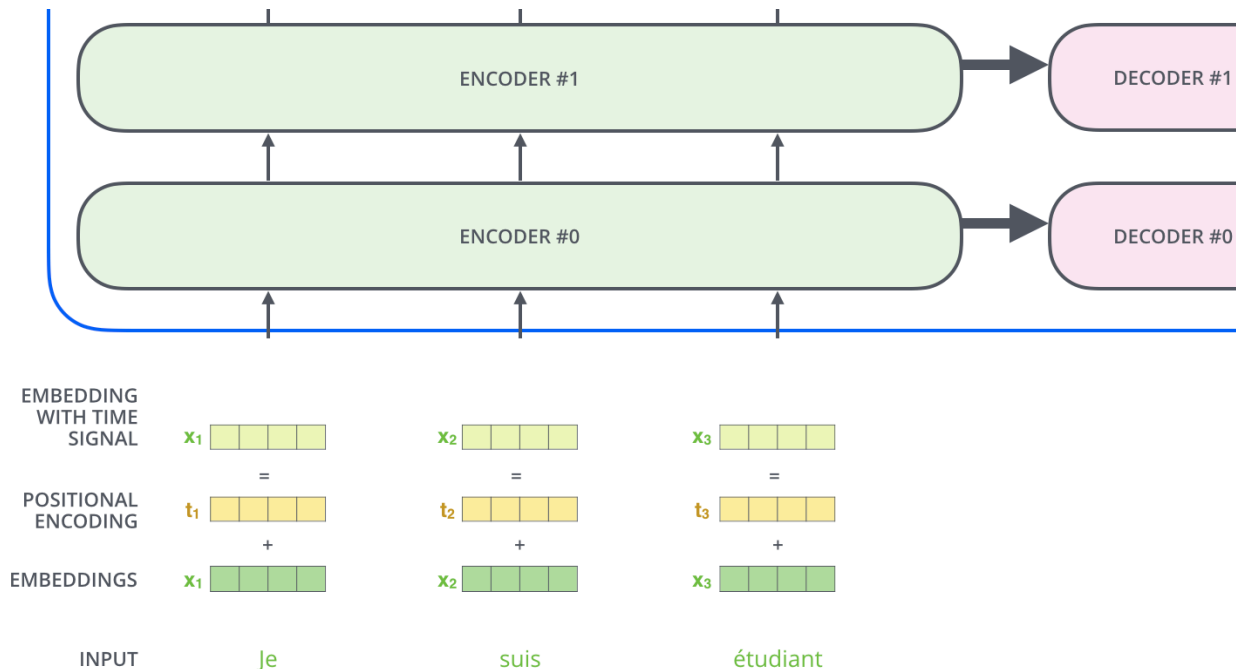 ENCODER #1
DECODER #1
ENCODER #0
DECODER #0
EMBEDDING
WITH TIME
SIGNAL
x₁ x₂ x₃
= = =
POSITIONAL
ENCODING
t₁ t₂ t₃
+ + +
EMBEDDINGS x₁ x₂ x₃
INPUT Je suis étudiant